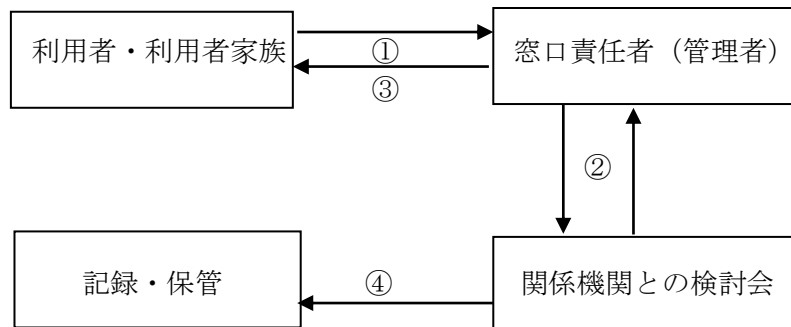 利用者・利用者家族
①
③
窓口責任者（管理者）
②
記録・保管
④
関係機関との検討会